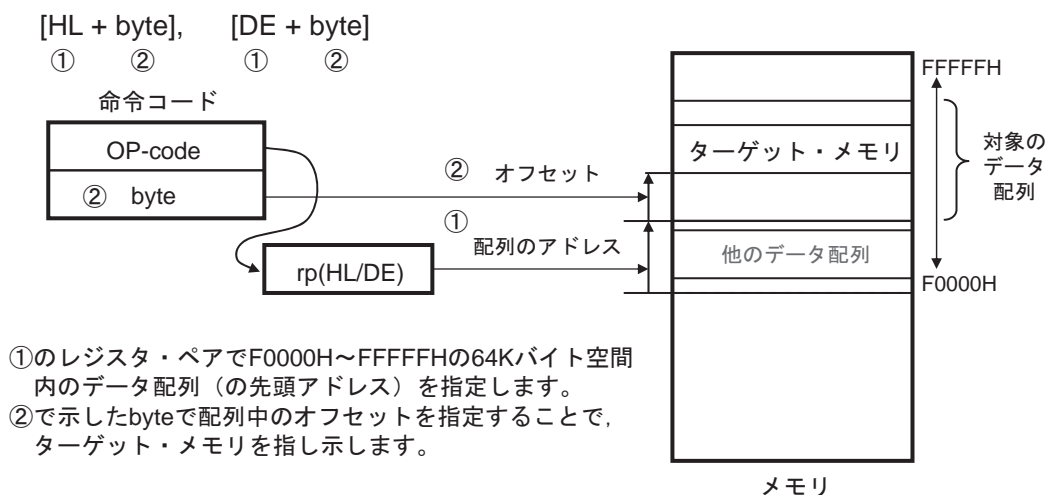 [HL + byte], [DE + byte]
① ② ① ②
命令コード
OP-code
② byte
rp(HL/DE)
② オフセット
①
配列のアドレス
FFFFFH
ターゲット・メモリ
対象の
データ
配列
他のデータ配列
F0000H
①のレジスタ・ペアでF0000H～FFFFFHの64Kバイト空間
内のデータ配列（の先頭アドレス）を指定します。
②で示したbyteで配列中のオフセットを指定することで,
ターゲット・メモリを指し示します。
メモリ